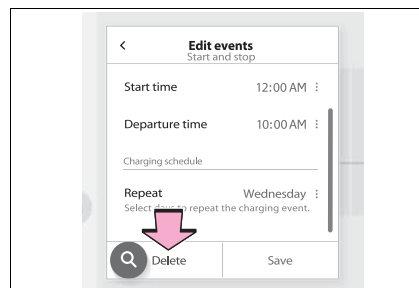 Edit events
Start and stop
Start time 12:00 AM
Departure time 10:00 AM
Charging schedule
Repeat Wednesday
Select days to repeat the charging event.
Delete Save